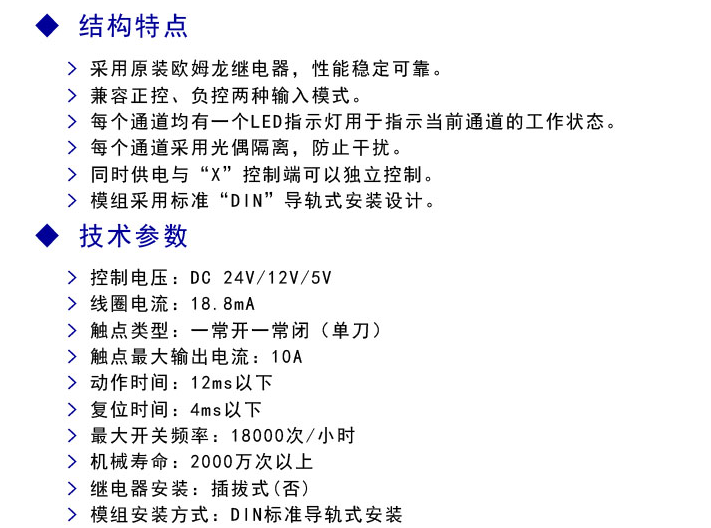 ◆ 结构特点
> 采用原装欧姆龙继电器，性能稳定可靠。
> 兼容正控、负控两种输入模式。
> 每个通道均有一个LED指示灯用于指示当前通道的工作状态。
> 每个通道采用光偶隔离，防止干扰。
> 同时供电与“X”控制端可以独立控制。
> 模组采用标准“DIN”导轨式安装设计。
◆ 技术参数
> 控制电压：DC 24V/12V/5V
> 线圈电流：18.8mA
> 触点类型：一常开一常闭（单刀）
> 触点最大输出电流：10A
> 动作时间：12ms以下
> 复位时间：4ms以下
> 最大开关频率：18000次/小时
> 机械寿命：2000万次以上
> 继电器安装：插拔式(否)
> 模组安装方式：DIN标准导轨式安装